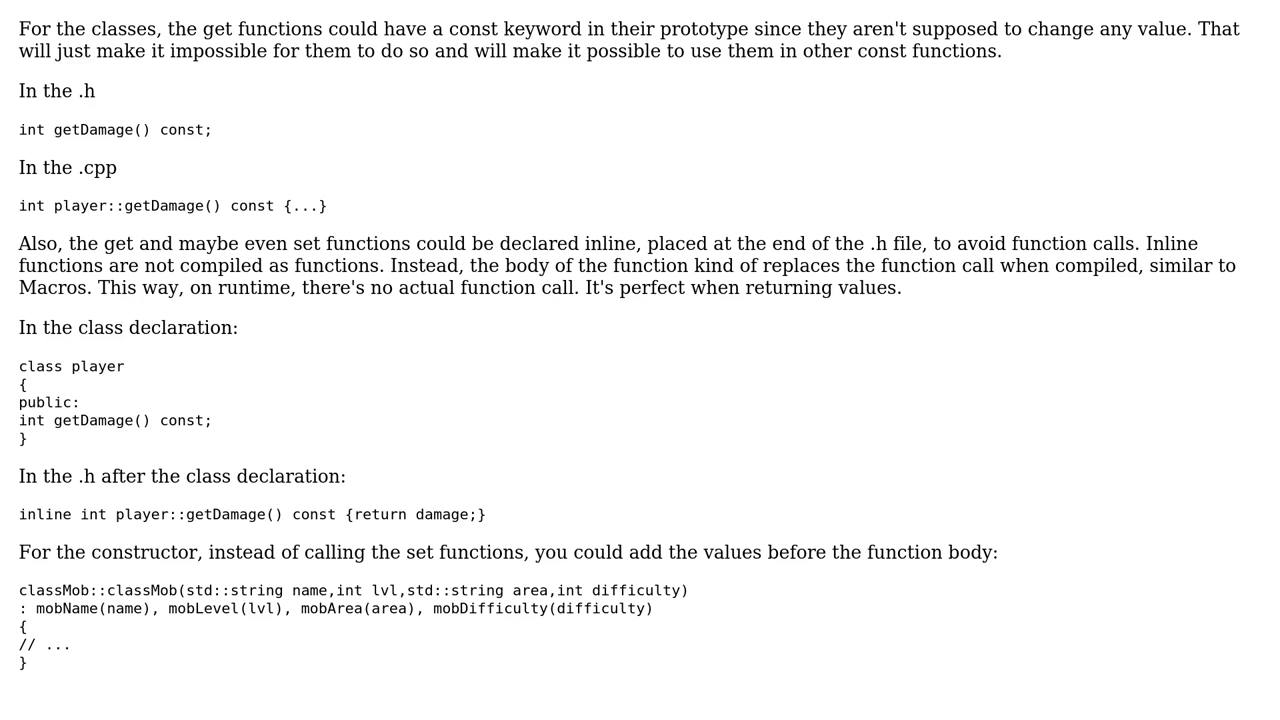 For the classes, the get functions could have a const keyword in their prototype since they aren't supposed to change any value. That
will just make it impossible for them to do so and will make it possible to use them in other const functions.
In the .h
int getDamage() const;
In the .cpp
int player::getDamage() const {...}
Also, the get and maybe even set functions could be declared inline, placed at the end of the .h file, to avoid function calls. Inline
functions are not compiled as functions. Instead, the body of the function kind of replaces the function call when compiled, similar to
Macros. This way, on runtime, there's no actual function call. It's perfect when returning values.
In the class declaration:
class player
{
public:
int getDamage() const;
}
In the .h after the class declaration:
inline int player::getDamage() const {return damage;}
For the constructor, instead of calling the set functions, you could add the values before the function body:
classMob::classMob(std::string name,int lvl,std::string area,int difficulty)
: mobName(name), mobLevel(lvl), mobArea(area), mobDifficulty(difficulty)
{
// ...
}